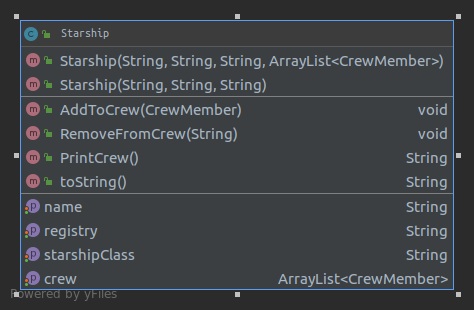 Starship
Starship(String, String, String, ArrayList<CrewMember>)
Starship(String, String, String)
AddToCrew(CrewMember) void
RemoveFromCrew(String) void
PrintCrew() String
toString() String
name String
registry String
starshipClass String
crew ArrayList<CrewMember>
Powered by yFiles